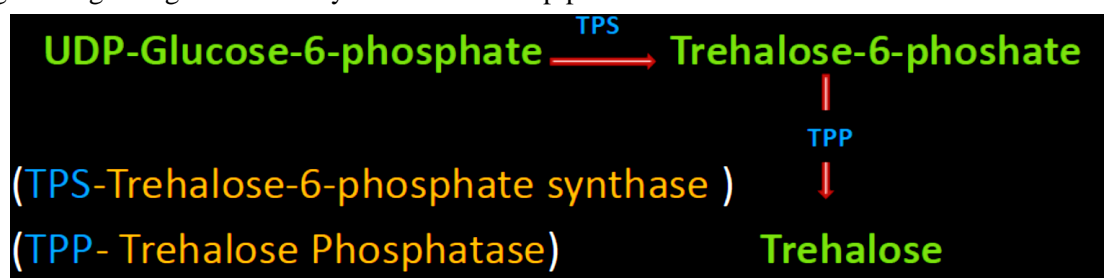 TPS
UDP-Glucose-6-phosphate Trehalose-6-phoshate
TPP
(TPS-Trehalose-6-phosphate synthase )
(TPP- Trehalose Phosphatase) Trehalose